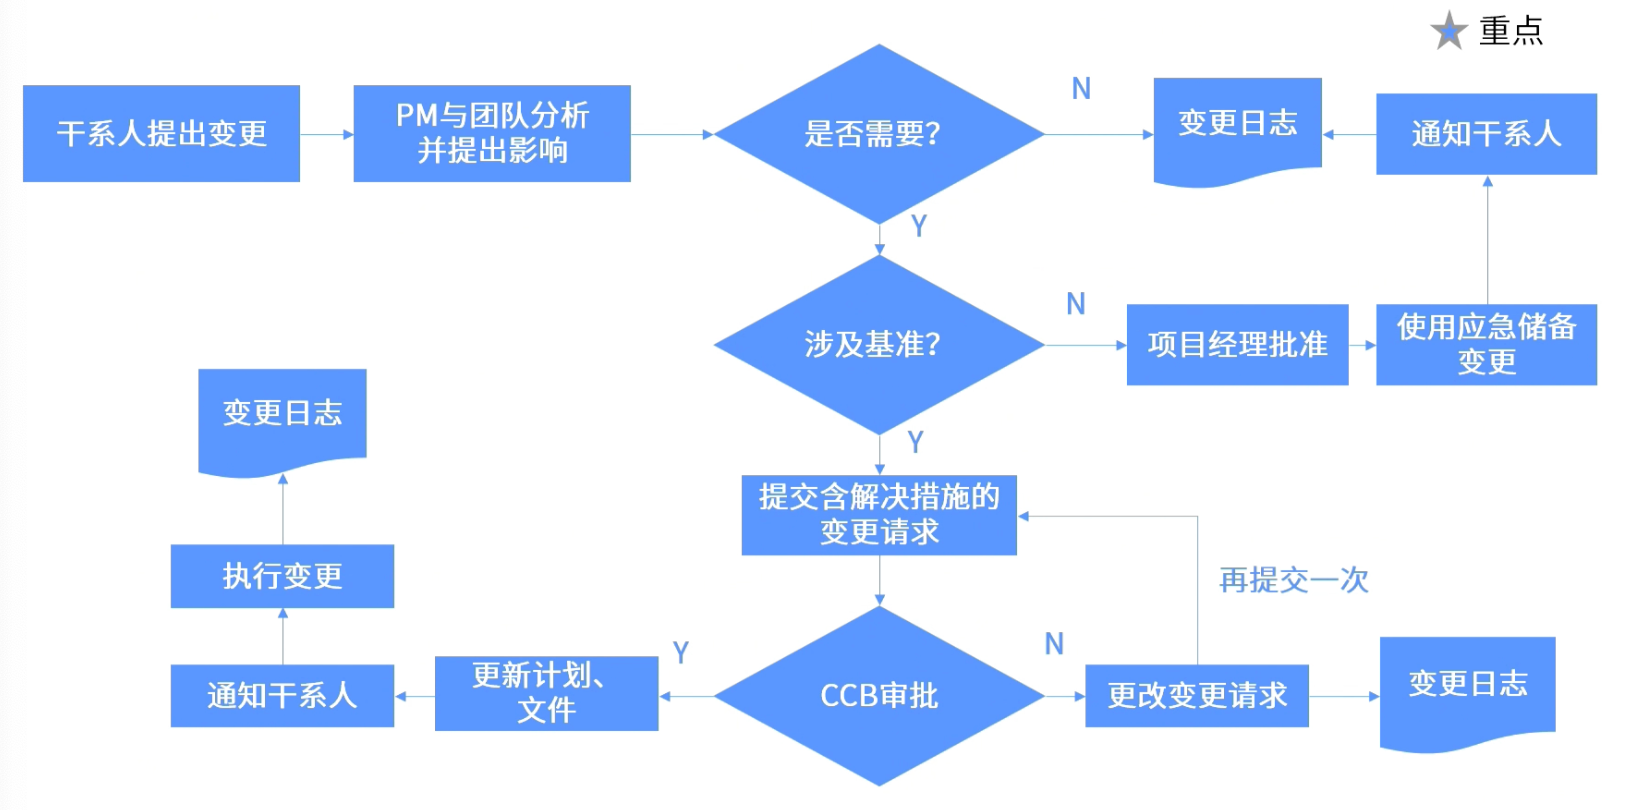 重点
干系人提出变更
PM与团队分析
并提出影响
是否需要?
N
变更日志
通知干系人
Y
涉及基准?
N
项目经理批准
使用应急储备
变更
Y
提交含解决措施的
变更请求
再提交一次
CCB审批
N
更改变更请求
变更日志
Y
更新计划、
文件
通知干系人
执行变更
变更日志